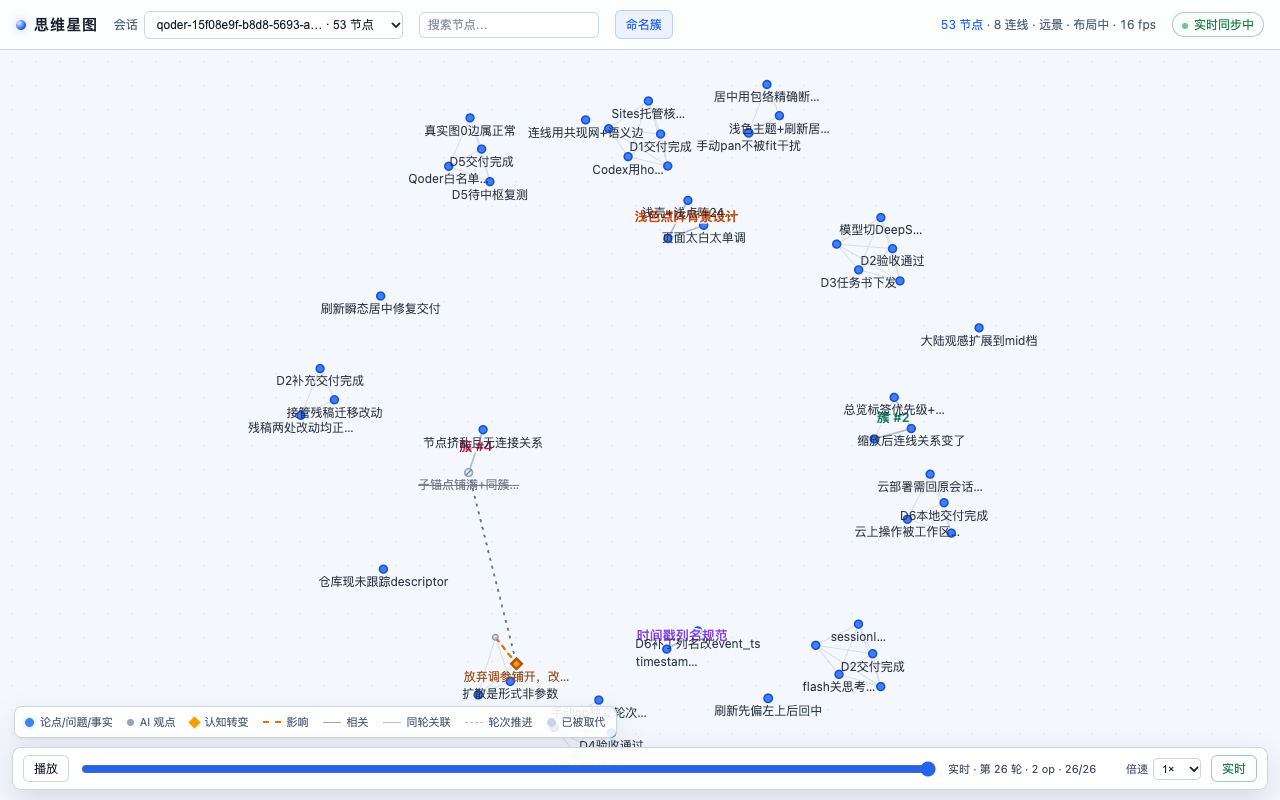 思维星图
会话
qoder-15f08e9f-b8d8-5693-a… · 53 节点
搜索节点…
命名簇
53 节点 · 8 连线 · 远景 · 布局中 · 16 fps
实时同步中
居中用包络精确断…
真实图0边属正常
连线用共现网+语义边
Sites托管核…
浅色主题+刷新居…
D5交付完成
D1交付完成
手动pan不被fit干扰
Qoder白名单…
Codex用ho…
D5待中枢复测
浅色点阵背景设计
页面太白太单调
模型切DeepS…
D2验收通过
D3任务书下发
刷新瞬态居中修复交付
大陆观感扩展到mid档
D2补充交付完成
接管残稿迁移改动
残稿两处改动均正…
总览标签优先级+…
簇 #2
缩放后连线关系变了
节点挤乱且无连接关系
簇 #4
子锚点铺滿+同簇…
云部署需回原会话…
D6本地交付完成
云上操作被工作区…
仓库现未跟踪descriptor
时间戳列名规范
D6补丁列名改event_ts
timestam…
sessionI…
D2交付完成
flash关思考…
放弃调参铺开，改…
扩散是形式非参数
刷新先偏左上后回中
轮次…
D4验收通过
论点/问题/事实
AI 观点
认知转变
影响
相关
同轮关联
轮次推进
已被取代
播放
实时 · 第 26 轮 · 2 op · 26/26
倍速
1×
实时